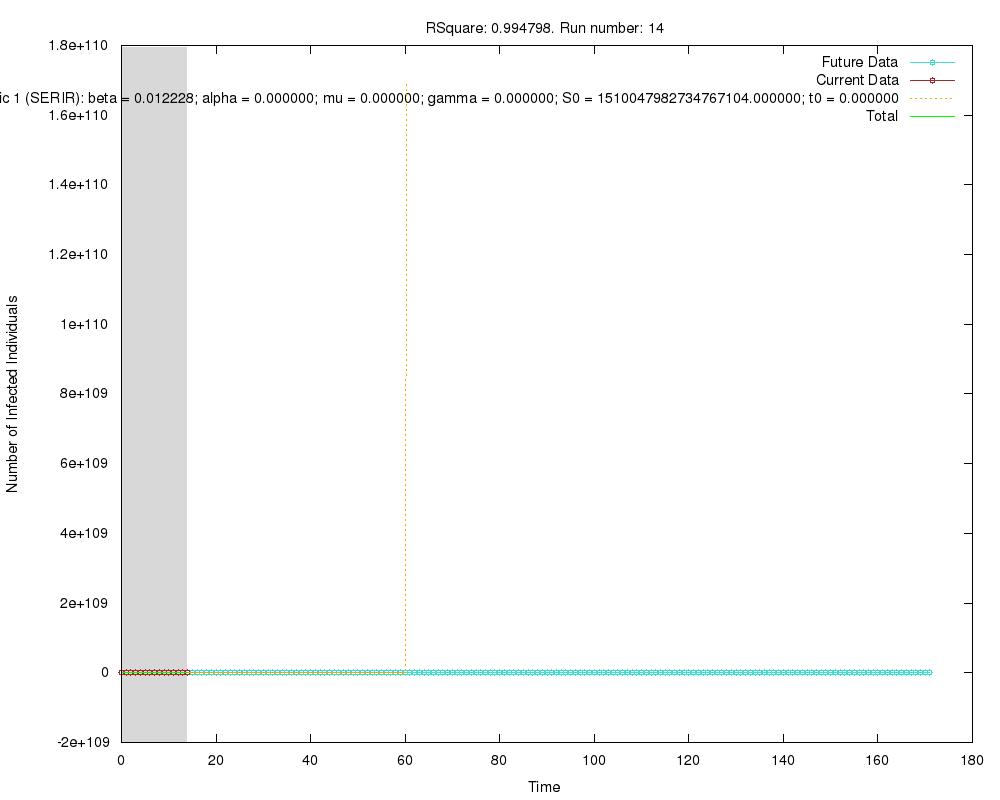 RSquare: 0.994798. Run number: 14
1.8e+110
Future Data
Current Data
ic 1 (SERIR): beta = 0.012228; alpha = 0.000000; mu = 0.000000; gamma = 0.000000; S0 = 1510047982734767104.000000; t0 = 0.000000
1.6e+110
Total
1.4e+110
1.2e+110
1e+110
8e+109
6e+109
4e+109
2e+109
0
-2e+109
Number of Infected Individuals
0 20 40 60 80 100 120 140 160 180
Time